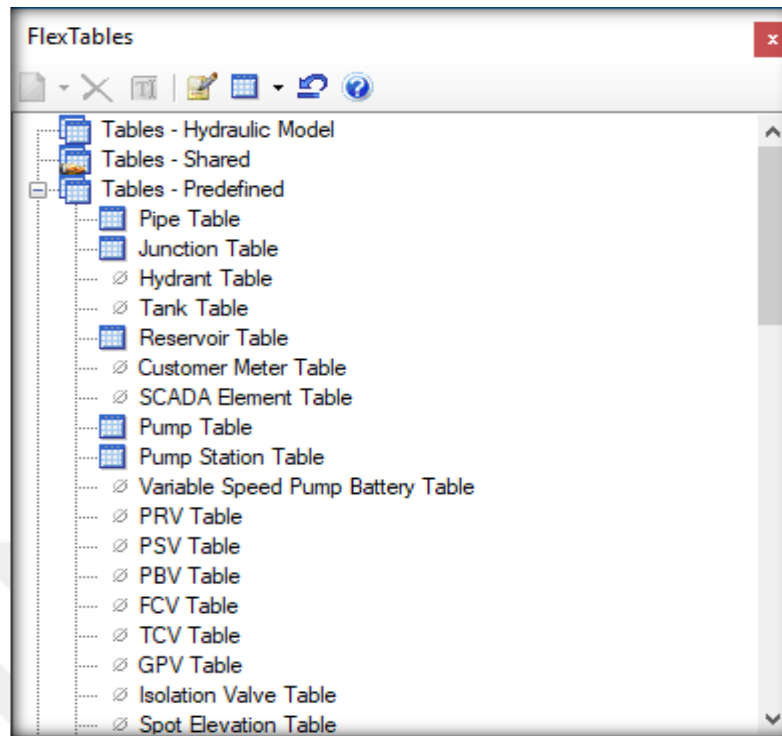 FlexTables
Tables - Hydraulic Model
Tables - Shared
Tables - Predefined
Pipe Table
Junction Table
Hydrant Table
Tank Table
Reservoir Table
Customer Meter Table
SCADA Element Table
Pump Table
Pump Station Table
Variable Speed Pump Battery Table
PRV Table
PSV Table
PBV Table
FCV Table
TCV Table
GPV Table
Isolation Valve Table
Spot Elevation Table